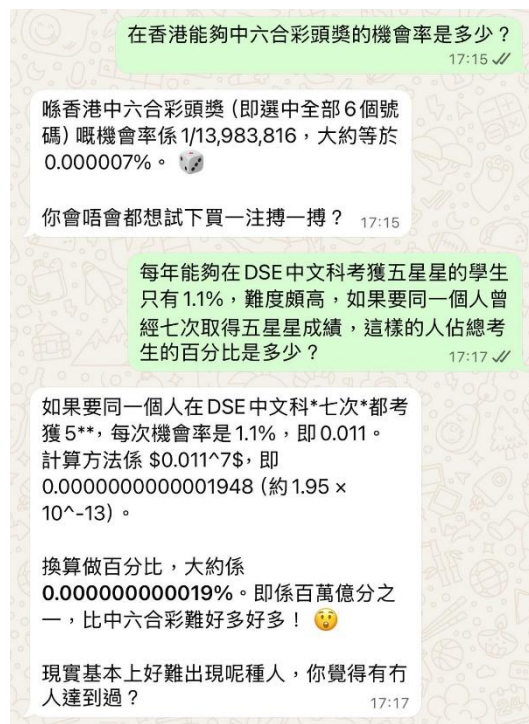 在香港能夠中六合彩頭獎的機會率是多少？
17:15
喺香港中六合彩頭獎 (即選中全部6個號
碼) 嘅機會率係 1/13,983,816，大約等於
0.000007%。 🎲
你會唔會都想試下買一注搏一搏？ 17:15
每年能夠在DSE中文科考獲五星星的學生
只有1.1%，難度頗高，如果要同一個人曾
經七次取得五星星成績，這樣的人佔總考
生的百分比是多少？ 17:17
如果要同一個人在DSE中文科*七次*都考
獲5**，每次機會率是1.1%，即0.011。
計算方法係 $0.011^7$，即
0.0000000000001948 (約1.95 ×
10^-13) 。
換算做百分比，大約係
0.000000000019%。即係百萬億分之
一，比中六合彩難好多好多！ 😲
現實基本上好難出現呢種人，你覺得有冇
人達到過？ 17:17